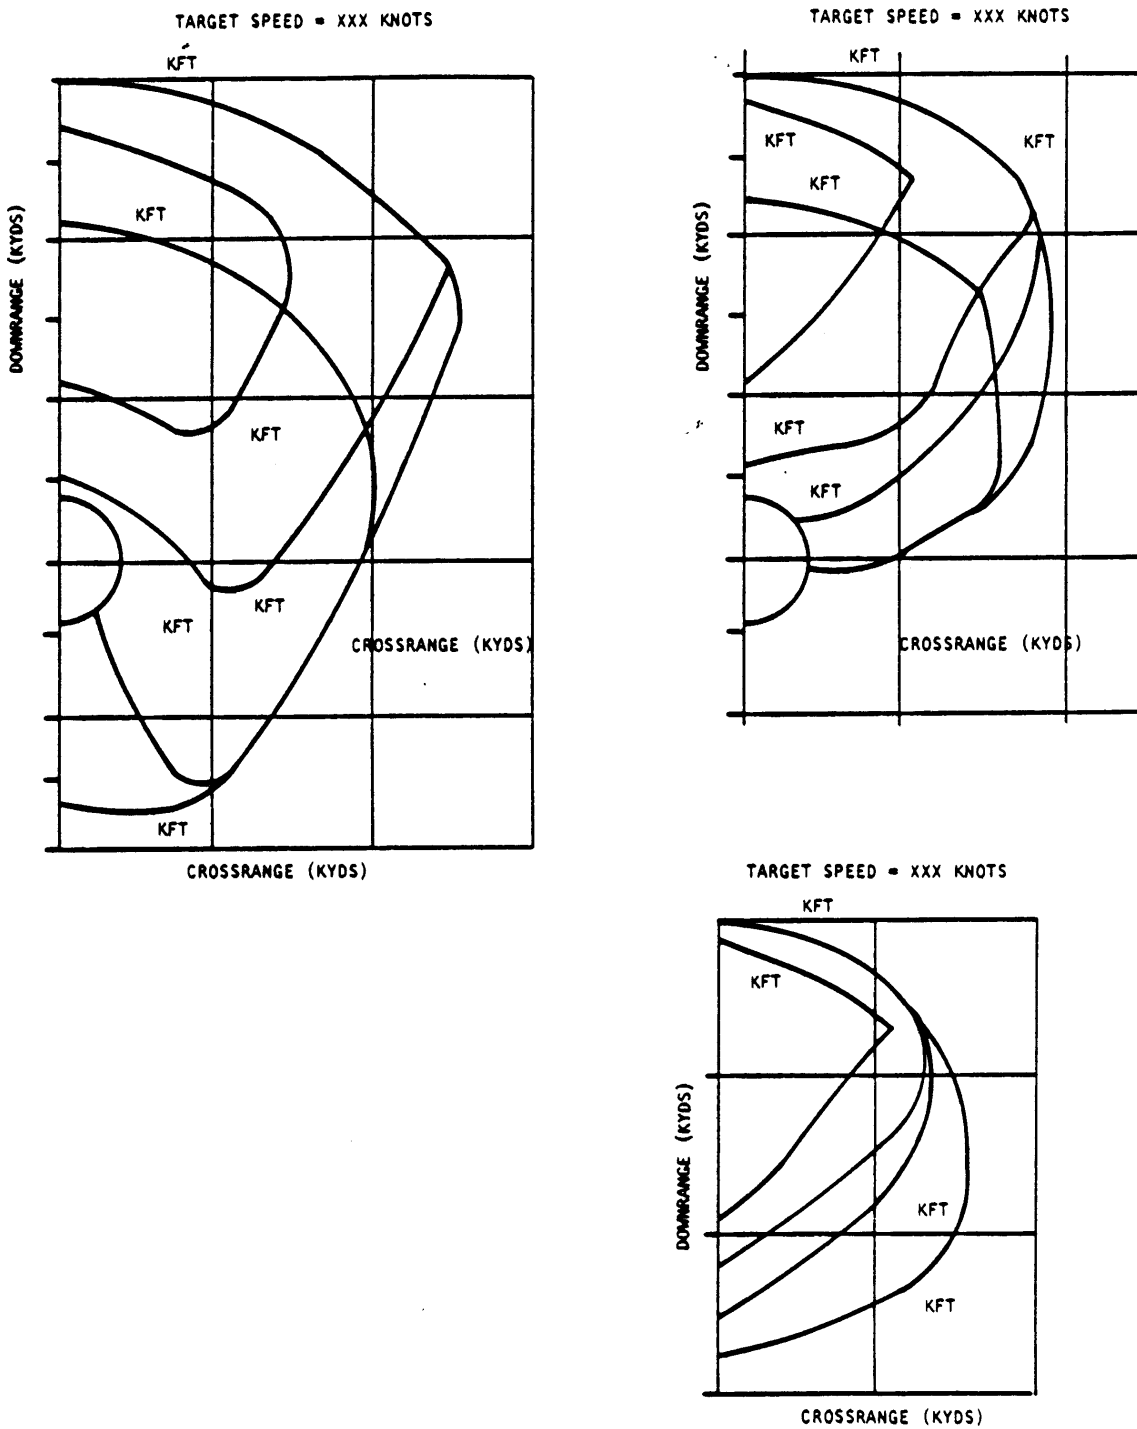 TARGET SPEED = XXX KNOTS
KFT
DOWNRANGE (KYDS)
KFT
KFT
KFT
KFT
CROSSRANGE (KYDS)
KFT
CROSSRANGE (KYDS)
TARGET SPEED = XXX KNOTS
KFT
KFT
KFT
KFT
DOWNRANGE (KYDS)
KFT
KFT
CROSSRANGE (KYDS)
TARGET SPEED = XXX KNOTS
KFT
KFT
DOWNRANGE (KYDS)
KFT
KFT
CROSSRANGE (KYDS)